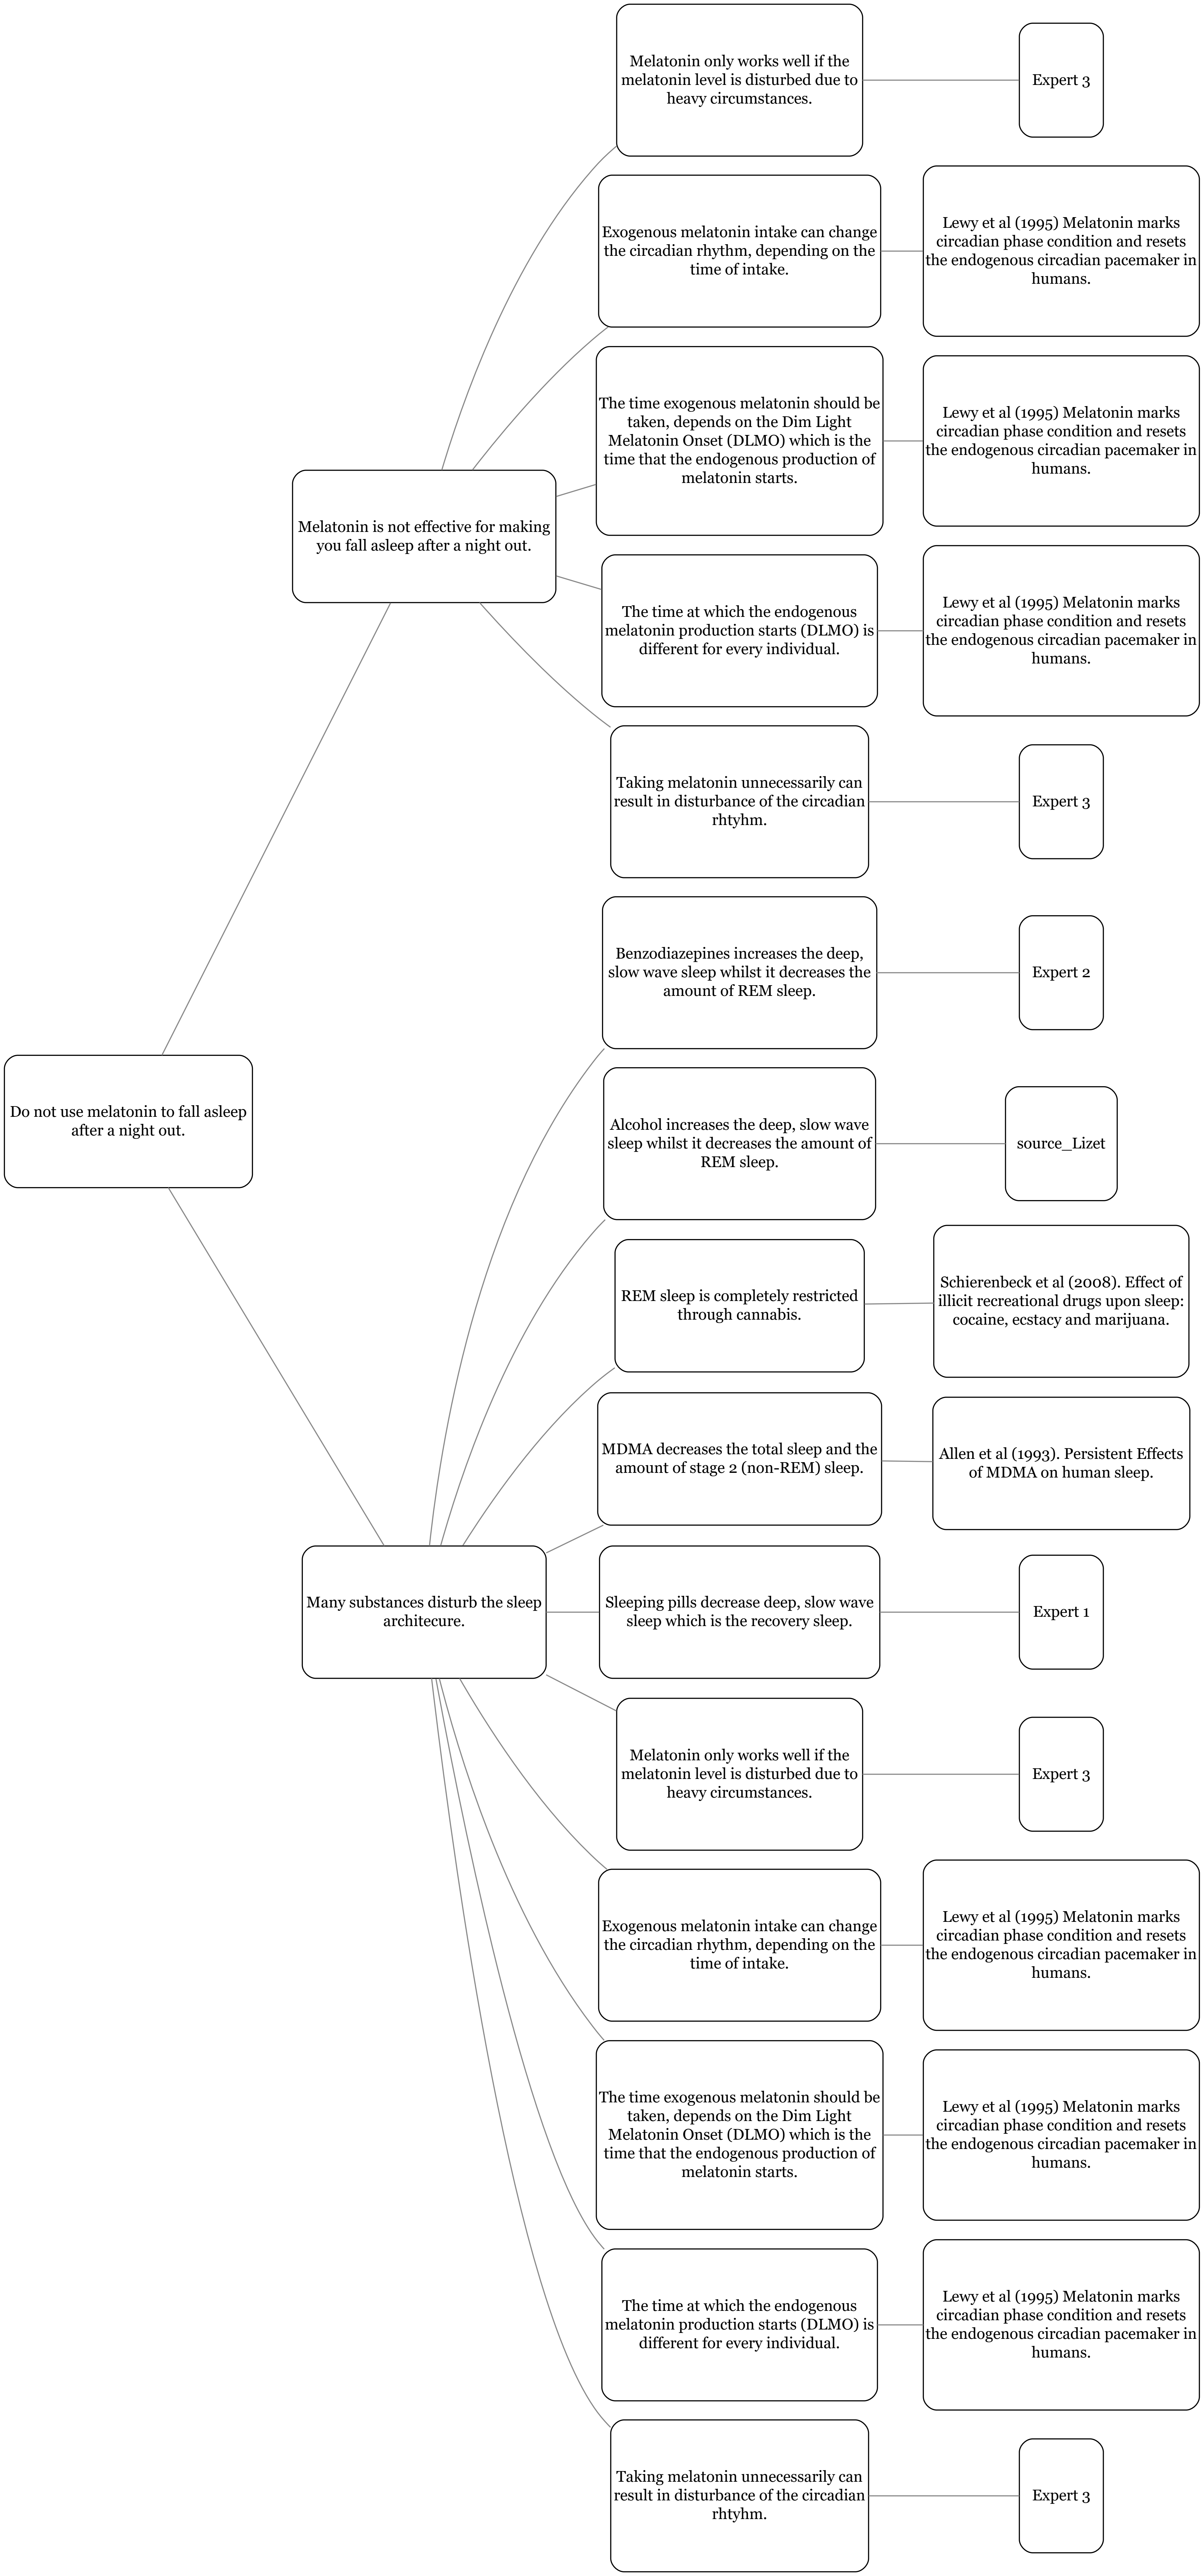 Melatonin only works well if the
melatonin level is disturbed due to
heavy circumstances.
Expert 3
Exogenous melatonin intake can change
the circadian rhythm, depending on the
time of intake.
Lewy et al (1995) Melatonin marks
circadian phase condition and resets
the endogenous circadian pacemaker in
humans.
The time exogenous melatonin should be
taken, depends on the Dim Light
Melatonin Onset (DLMO) which is the
time that the endogenous production of
melatonin starts.
Lewy et al (1995) Melatonin marks
circadian phase condition and resets
the endogenous circadian pacemaker in
humans.
Melatonin is not effective for making
you fall asleep after a night out.
The time at which the endogenous
melatonin production starts (DLMO) is
different for every individual.
Lewy et al (1995) Melatonin marks
circadian phase condition and resets
the endogenous circadian pacemaker in
humans.
Taking melatonin unnecessarily can
result in disturbance of the circadian
rhtyhm.
Expert 3
Benzodiazepines increases the deep,
slow wave sleep whilst it decreases the
amount of REM sleep.
Expert 2
Do not use melatonin to fall asleep
after a night out.
Alcohol increases the deep, slow wave
sleep whilst it decreases the amount of
REM sleep.
source_Lizet
REM sleep is completely restricted
through cannabis.
Schierenbeck et al (2008). Effect of
illicit recreational drugs upon sleep:
cocaine, ecstacy and marijuana.
MDMA decreases the total sleep and the
amount of stage 2 (non-REM) sleep.
Allen et al (1993). Persistent Effects
of MDMA on human sleep.
Many substances disturb the sleep
architecure.
Sleeping pills decrease deep, slow wave
sleep which is the recovery sleep.
Expert 1
Melatonin only works well if the
melatonin level is disturbed due to
heavy circumstances.
Expert 3
Exogenous melatonin intake can change
the circadian rhythm, depending on the
time of intake.
Lewy et al (1995) Melatonin marks
circadian phase condition and resets
the endogenous circadian pacemaker in
humans.
The time exogenous melatonin should be
taken, depends on the Dim Light
Melatonin Onset (DLMO) which is the
time that the endogenous production of
melatonin starts.
Lewy et al (1995) Melatonin marks
circadian phase condition and resets
the endogenous circadian pacemaker in
humans.
The time at which the endogenous
melatonin production starts (DLMO) is
different for every individual.
Lewy et al (1995) Melatonin marks
circadian phase condition and resets
the endogenous circadian pacemaker in
humans.
Taking melatonin unnecessarily can
result in disturbance of the circadian
rhtyhm.
Expert 3